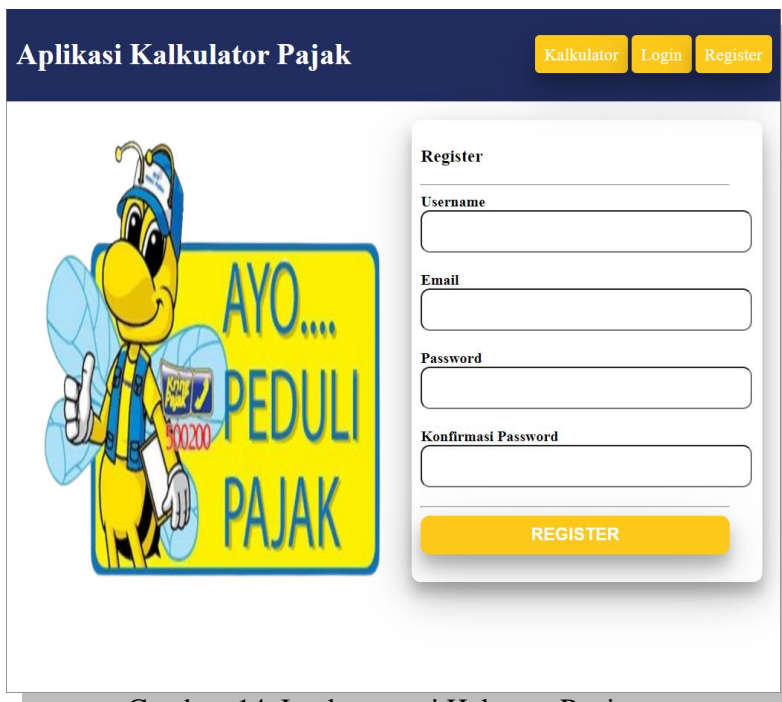 Aplikasi Kalkulator Pajak
Kalkulator
Login
Register
AYO....
PEDULI
PAJAK
Kring
Pajak
500200
Register
Username
Email
Password
Konfirmasi Password
REGISTER